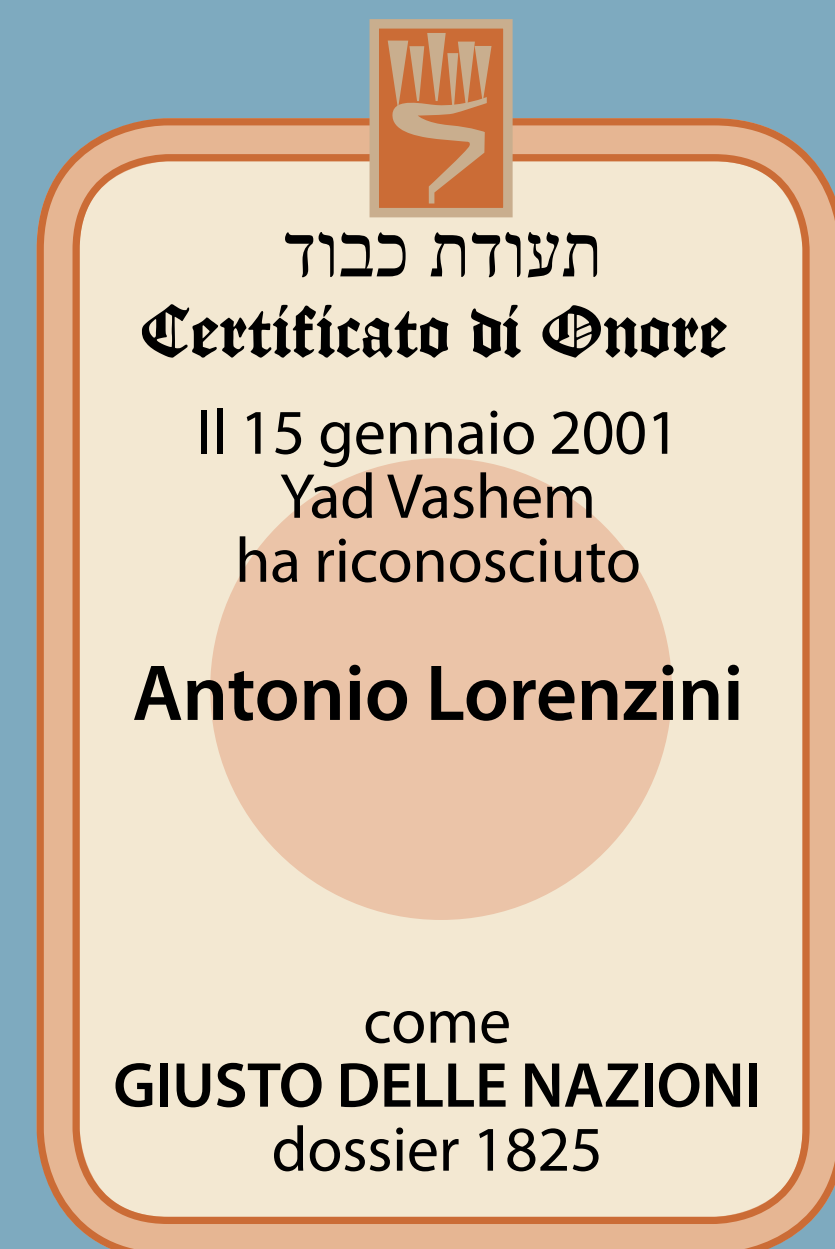 תעודת כבוד
Certificato di Onore
Il 15 gennaio 2001
Yad Vashem
ha riconosciuto
Antonio Lorenzini
come
GIUSTO DELLE NAZIONI
dossier 1825